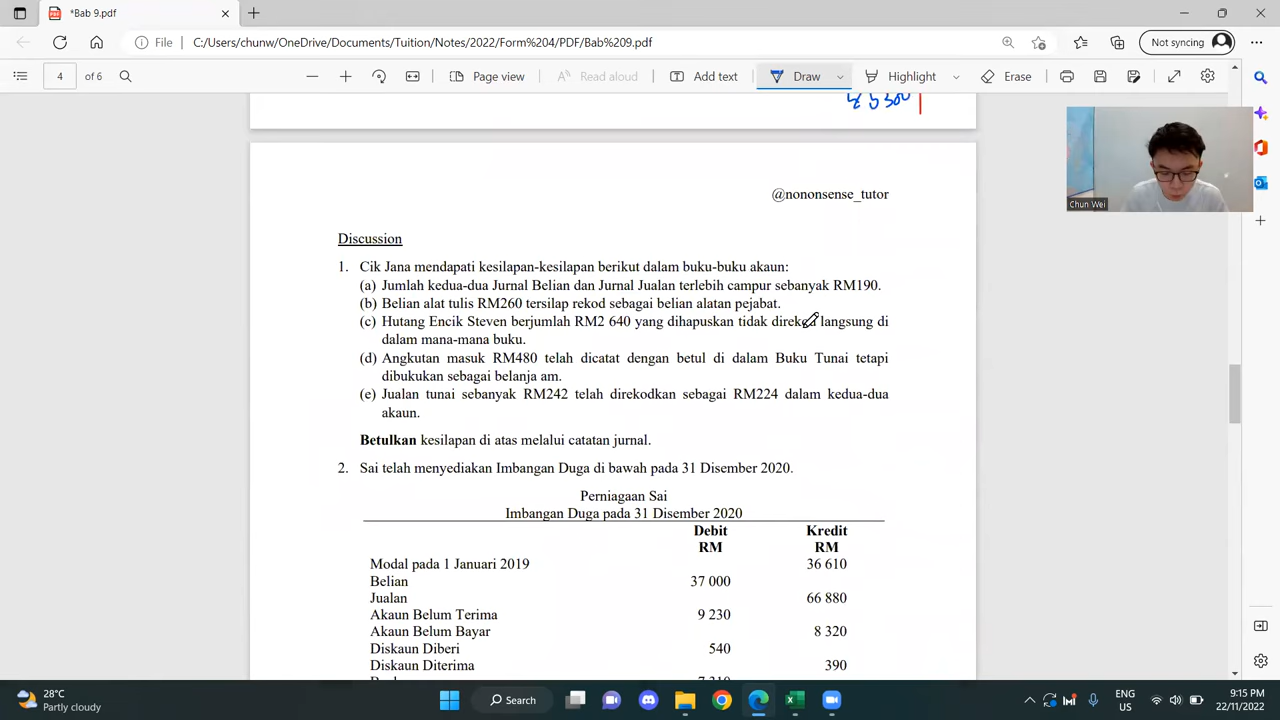 *Bab 9.pdf
File
C:/Users/chunw/OneDrive/Documents/Tuition/Notes/2022/Form%204/PDF/Bab%209.pdf
Not syncing
4 of 6
Page view
Read aloud
Add text
Draw
Highlight
Erase
Chun Wei
@nononsense_tutor
Discussion
1. Cik Jana mendapati kesilapan-kesilapan berikut dalam buku-buku akaun:
(a) Jumlah kedua-dua Jurnal Belian dan Jurnal Jualan terlebih campur sebanyak RM190.
(b) Belian alat tulis RM260 tersilap rekod sebagai belian alatan pejabat.
(c) Hutang Encik Steven berjumlah RM2 640 yang dihapuskan tidak direkod langsung di
dalam mana-mana buku.
(d) Angkutan masuk RM480 telah dicatat dengan betul di dalam Buku Tunai tetapi
dibukukan sebagai belanja am.
(e) Jualan tunai sebanyak RM242 telah direkodkan sebagai RM224 dalam kedua-dua
akaun.
Betulkan kesilapan di atas melalui catatan jurnal.
2. Sai telah menyediakan Imbangan Duga di bawah pada 31 Disember 2020.
Perniagaan Sai
Imbangan Duga pada 31 Disember 2020
Debit Kredit
RM RM
Modal pada 1 Januari 2019 36 610
Belian 37 000
Jualan 66 880
Akaun Belum Terima 9 230
Akaun Belum Bayar 8 320
Diskaun Diberi 540
Diskaun Diterima 390
28°C
Partly cloudy
Search
ENG
US
9:15 PM
22/11/2022